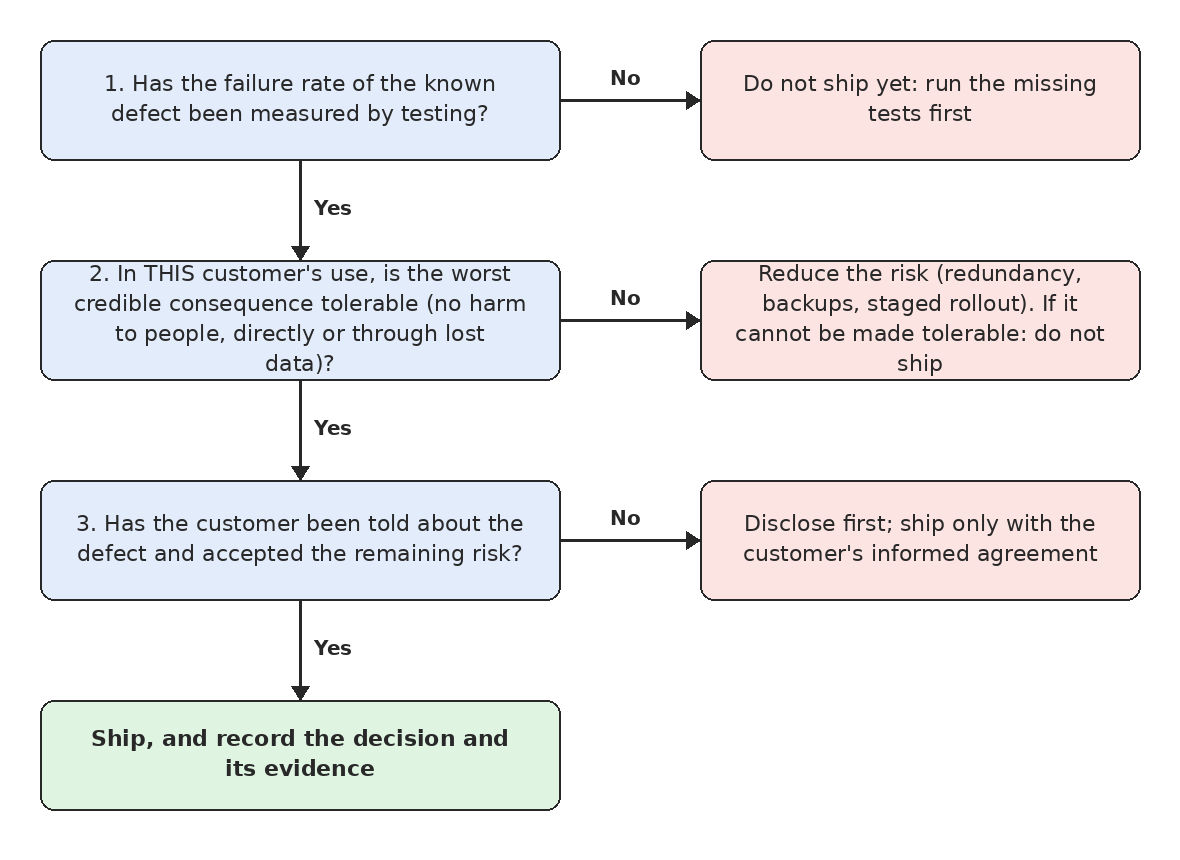 1. Has the failure rate of the known
defect been measured by testing?
No
Do not ship yet: run the missing
tests first
Yes
2. In THIS customer's use, is the worst
credible consequence tolerable (no harm
to people, directly or through lost
data)?
No
Reduce the risk (redundancy,
backups, staged rollout). If it
cannot be made tolerable: do not
ship
Yes
3. Has the customer been told about the
defect and accepted the remaining risk?
No
Disclose first; ship only with the
customer's informed agreement
Yes
Ship, and record the decision and
its evidence